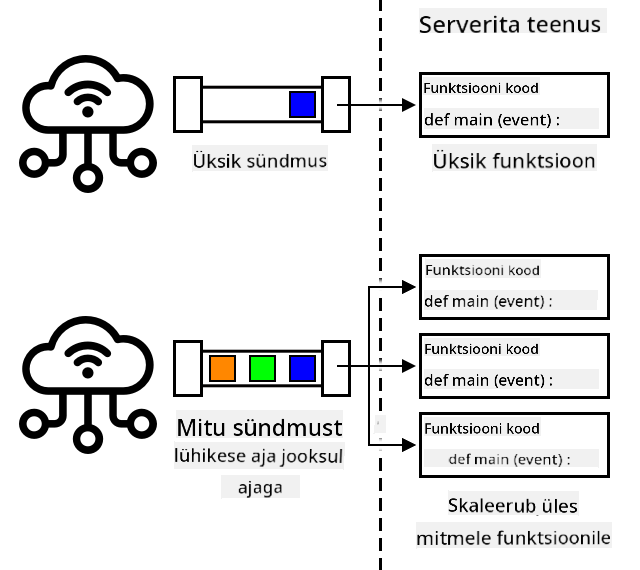 Serverita teenus
Funktsiooni kood
def main (event) :
Üksik sündmus
Üksik funktsioon
Funktsiooni kood
def main (event) :
Funktsiooni kood
def main (event) :
Funktsiooni kood
def main (event) :
Mitu sündmust
lühikese aja jooksul
ajaga
Skaleerub üles
mitmele funktsioonile